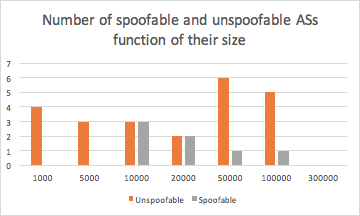 Number of spoofable and unspoofable ASs
function of their size
7
6
5
4
3
2
1
0
1000 5000 10000 20000 50000 100000 300000
Unspoofable Spoofable